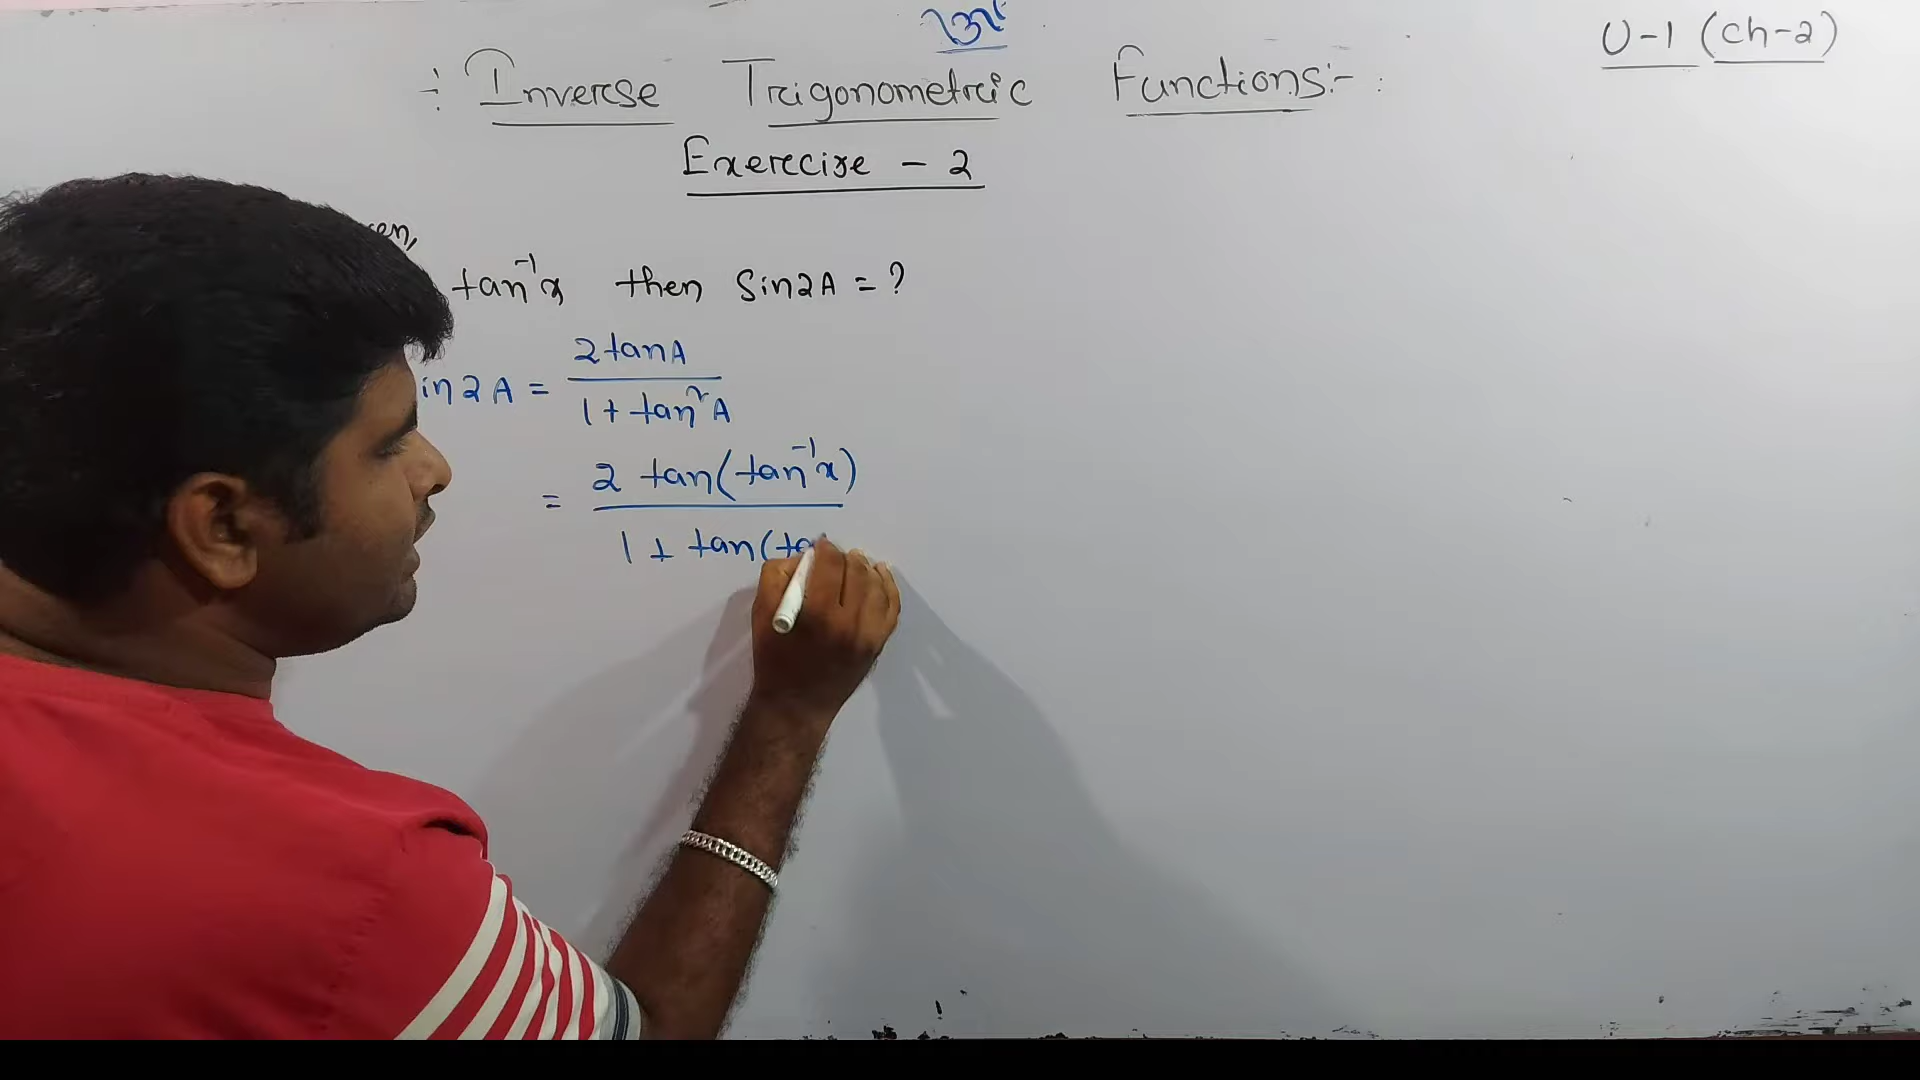 ଓଁ
U-1 (Ch-2)
÷ Inverse Trigonometric Functions:-
Exercise - 2
tan⁻¹x then Sin2A = ?
in2A = 2tanA / 1 + tan²A
= 2 tan(tan⁻¹x) / 1 + tan(ta